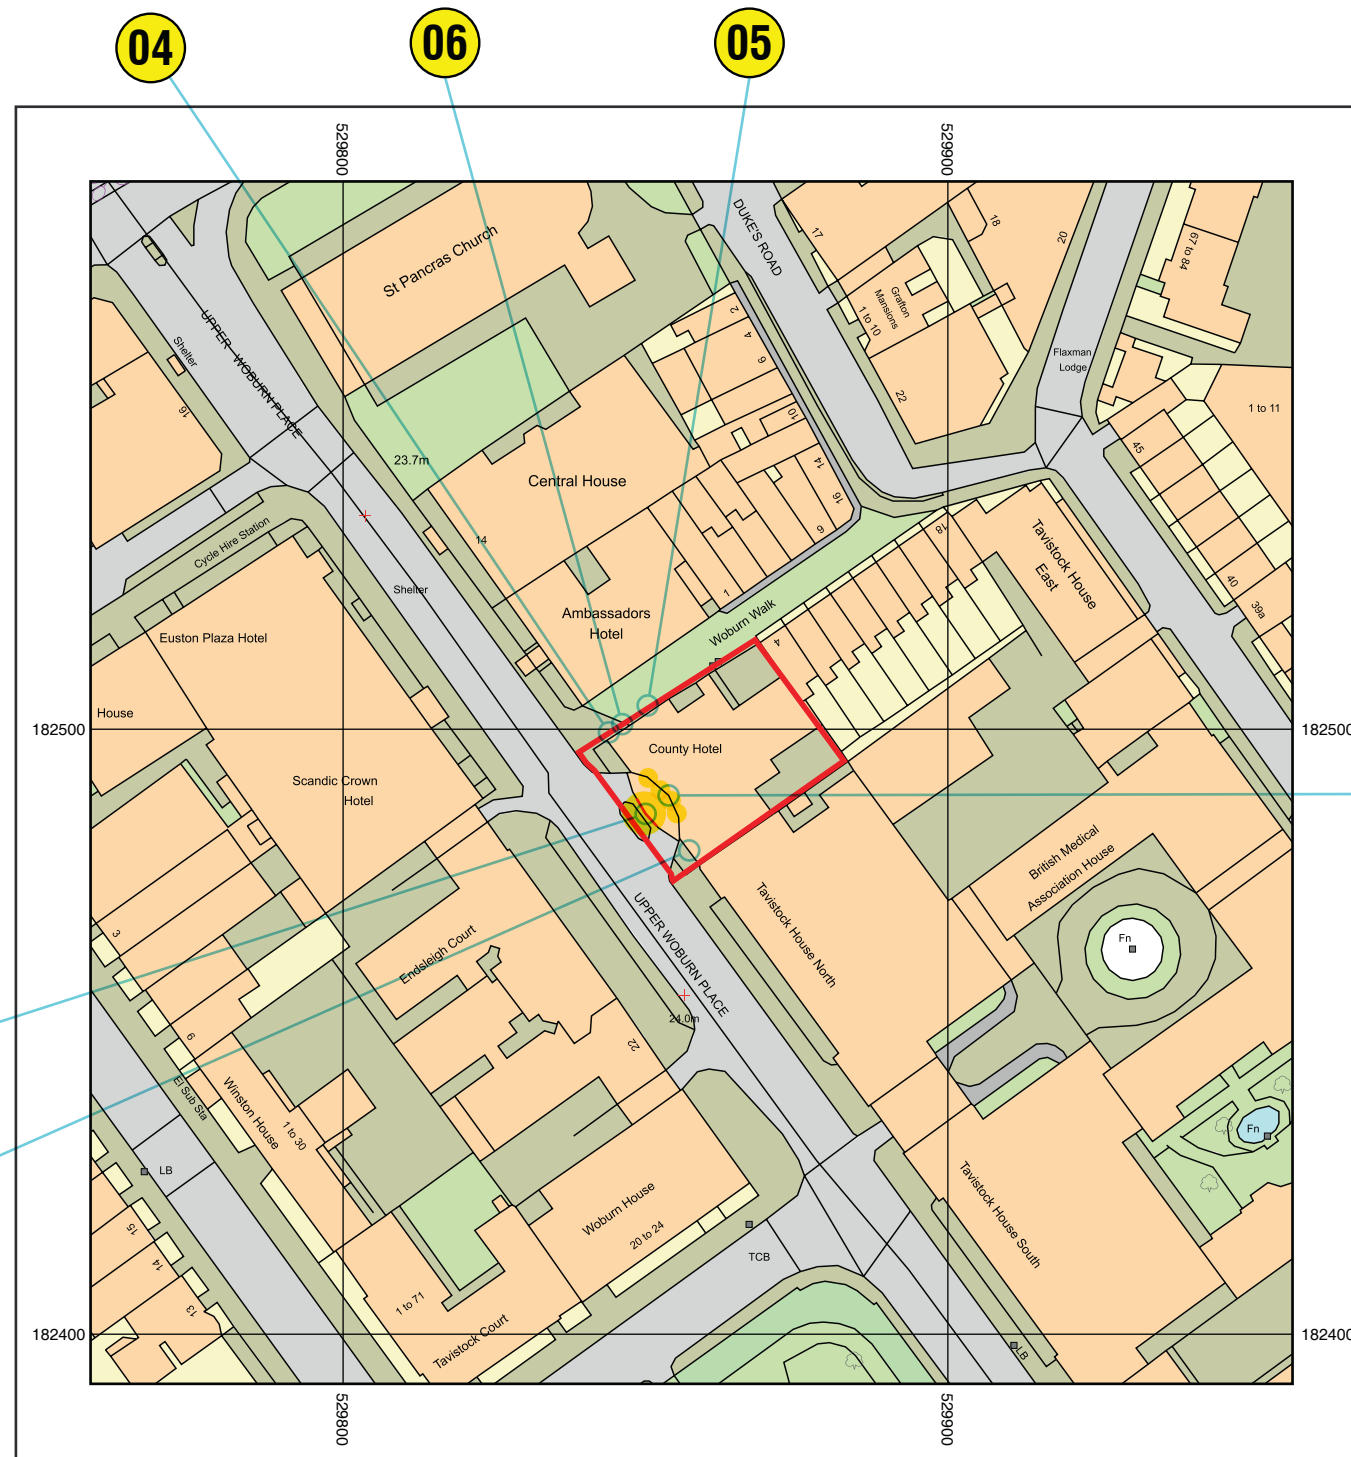 04
06
05
529800
529900
DUKE'S ROAD
17
18
20
67 to 84
St Pancras Church
Grafton
Mansions
1 to 10
UPPER WOBURN PLACE
Shelter
2
4
6
10
14
16
22
Flaxman
Lodge
1 to 11
16
45
23.7m
Central House
14
6
18
Cycle Hire Station
Tavistock House
East
Shelter
1
40
39a
Ambassadors
Hotel
Woburn Walk
Euston Plaza Hotel
4
House
182500
182500
County Hotel
Scandic Crown
Hotel
British Medical
Association House
Tavistock House North
UPPER WOBURN PLACE
3
Endsleigh Court
Fn
24.0m
22
9
El Sub Sta
Winston House
1 to 30
Fn
LB
Woburn House
20 to 24
Tavistock House South
15
14
13
TCB
1 to 71
Tavistock Court
LB
182400
182400
529800
529900